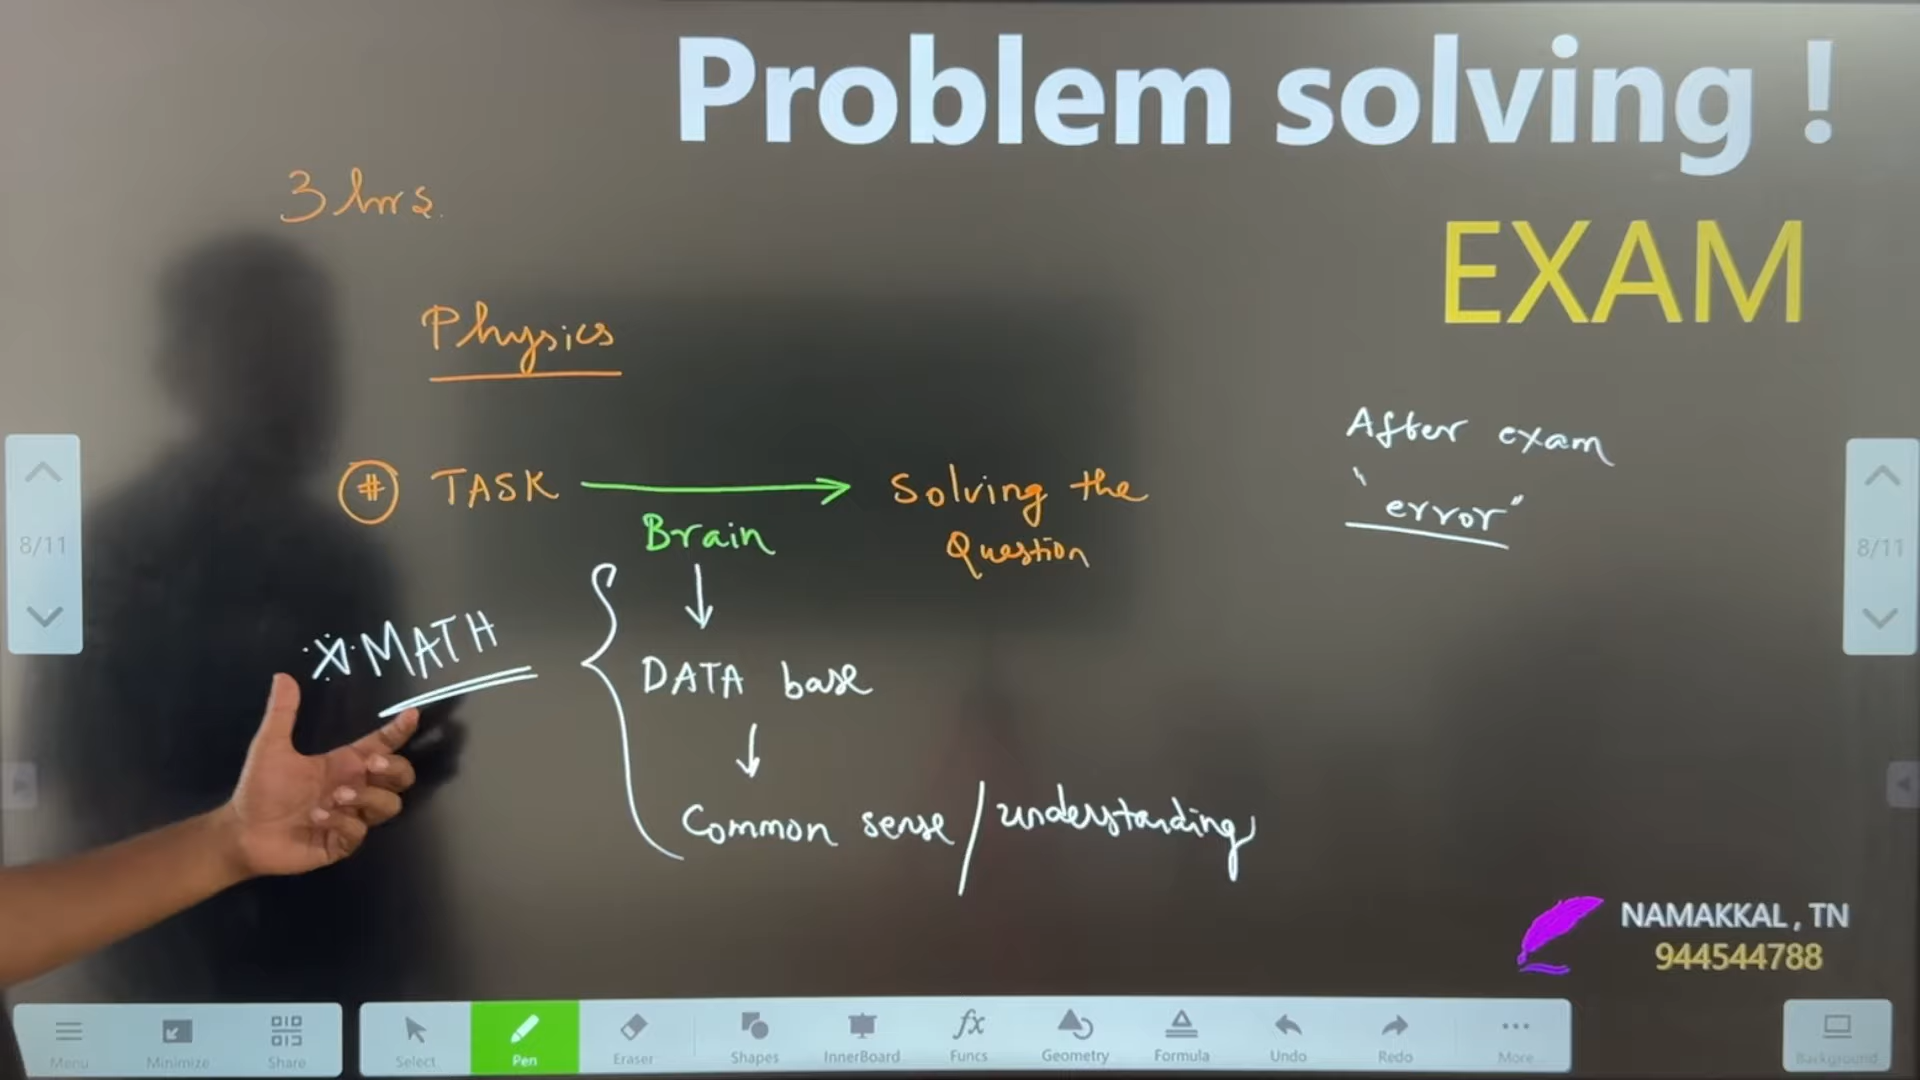 Problem solving !
EXAM
3 hrs.
Physics
# TASK
Brain
Solving the
Question
After exam
"error"
MATH
DATA base
Common sense / understanding
8/11
8/11
NAMAKKAL , TN
944544788
Menu
Minimize
Share
Select
Pen
Eraser
Shapes
InnerBoard
fx
Funcs
Geometry
Formula
Undo
Redo
More
Background